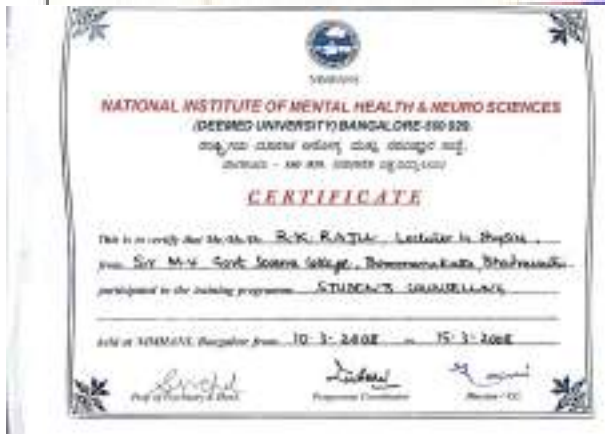 NIMHANS
NATIONAL INSTITUTE OF MENTAL HEALTH & NEURO SCIENCES
(DEEMED UNIVERSITY) BANGALORE-560 029.
CERTIFICATE
This is to certify that Mr./Ms./Dr. R.K. RAJU, Lecturer in Physics,
from Sir M.V. Govt Science College, Bommanakatte, Bhadravathi
participated in the training programme STUDENTS COUNSELLING
held at NIMHANS, Bangalore from 10-3-2008 to 15-3-2008
Programme Coordinator